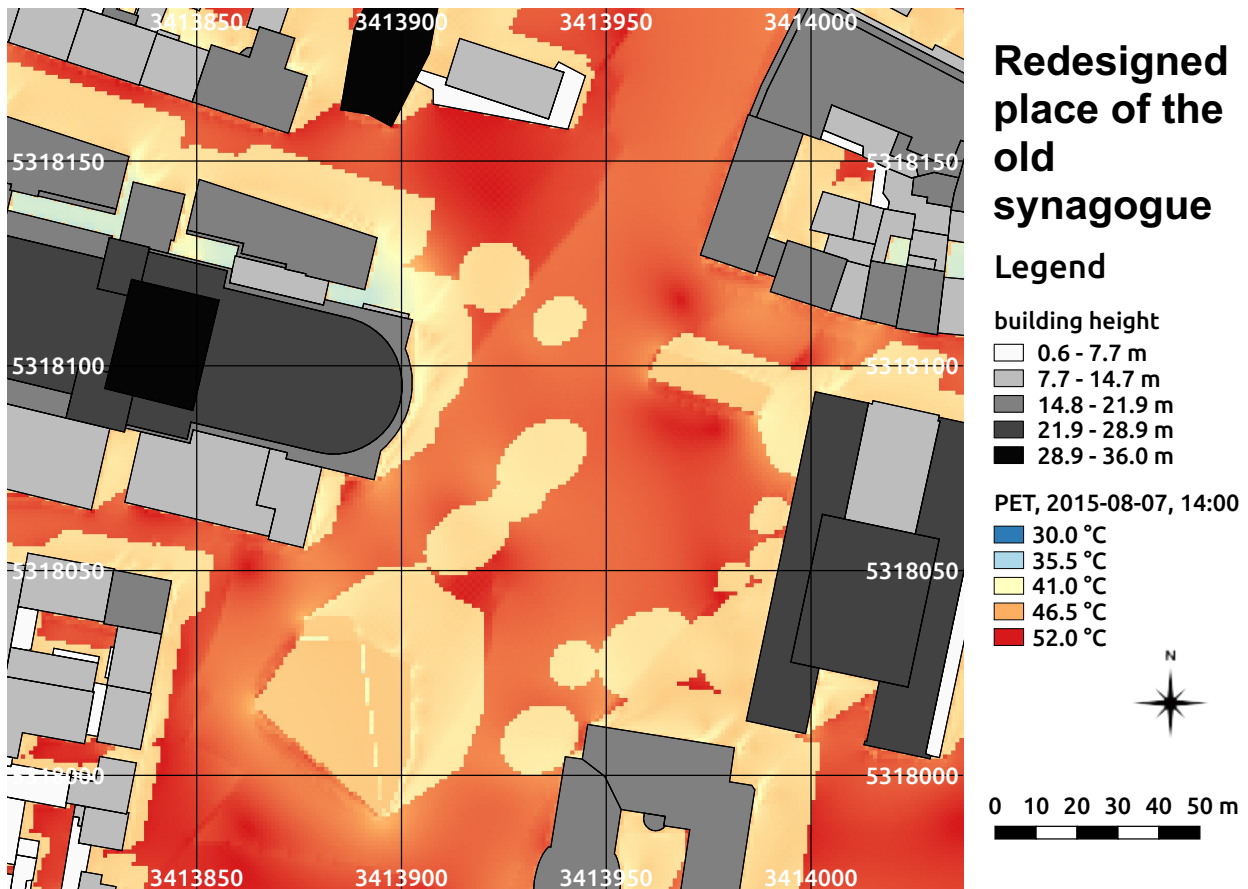 3413850 3413900 3413950 3414000
5318150 5318150
5318100 5318100
5318050 5318050
5318000 5318000
3413850 3413900 3413950 3414000
Redesigned
place of the
old
synagogue
Legend
building height
0.6 - 7.7 m
7.7 - 14.7 m
14.8 - 21.9 m
21.9 - 28.9 m
28.9 - 36.0 m
PET, 2015-08-07, 14:00
30.0 °C
35.5 °C
41.0 °C
46.5 °C
52.0 °C
N
0 10 20 30 40 50 m